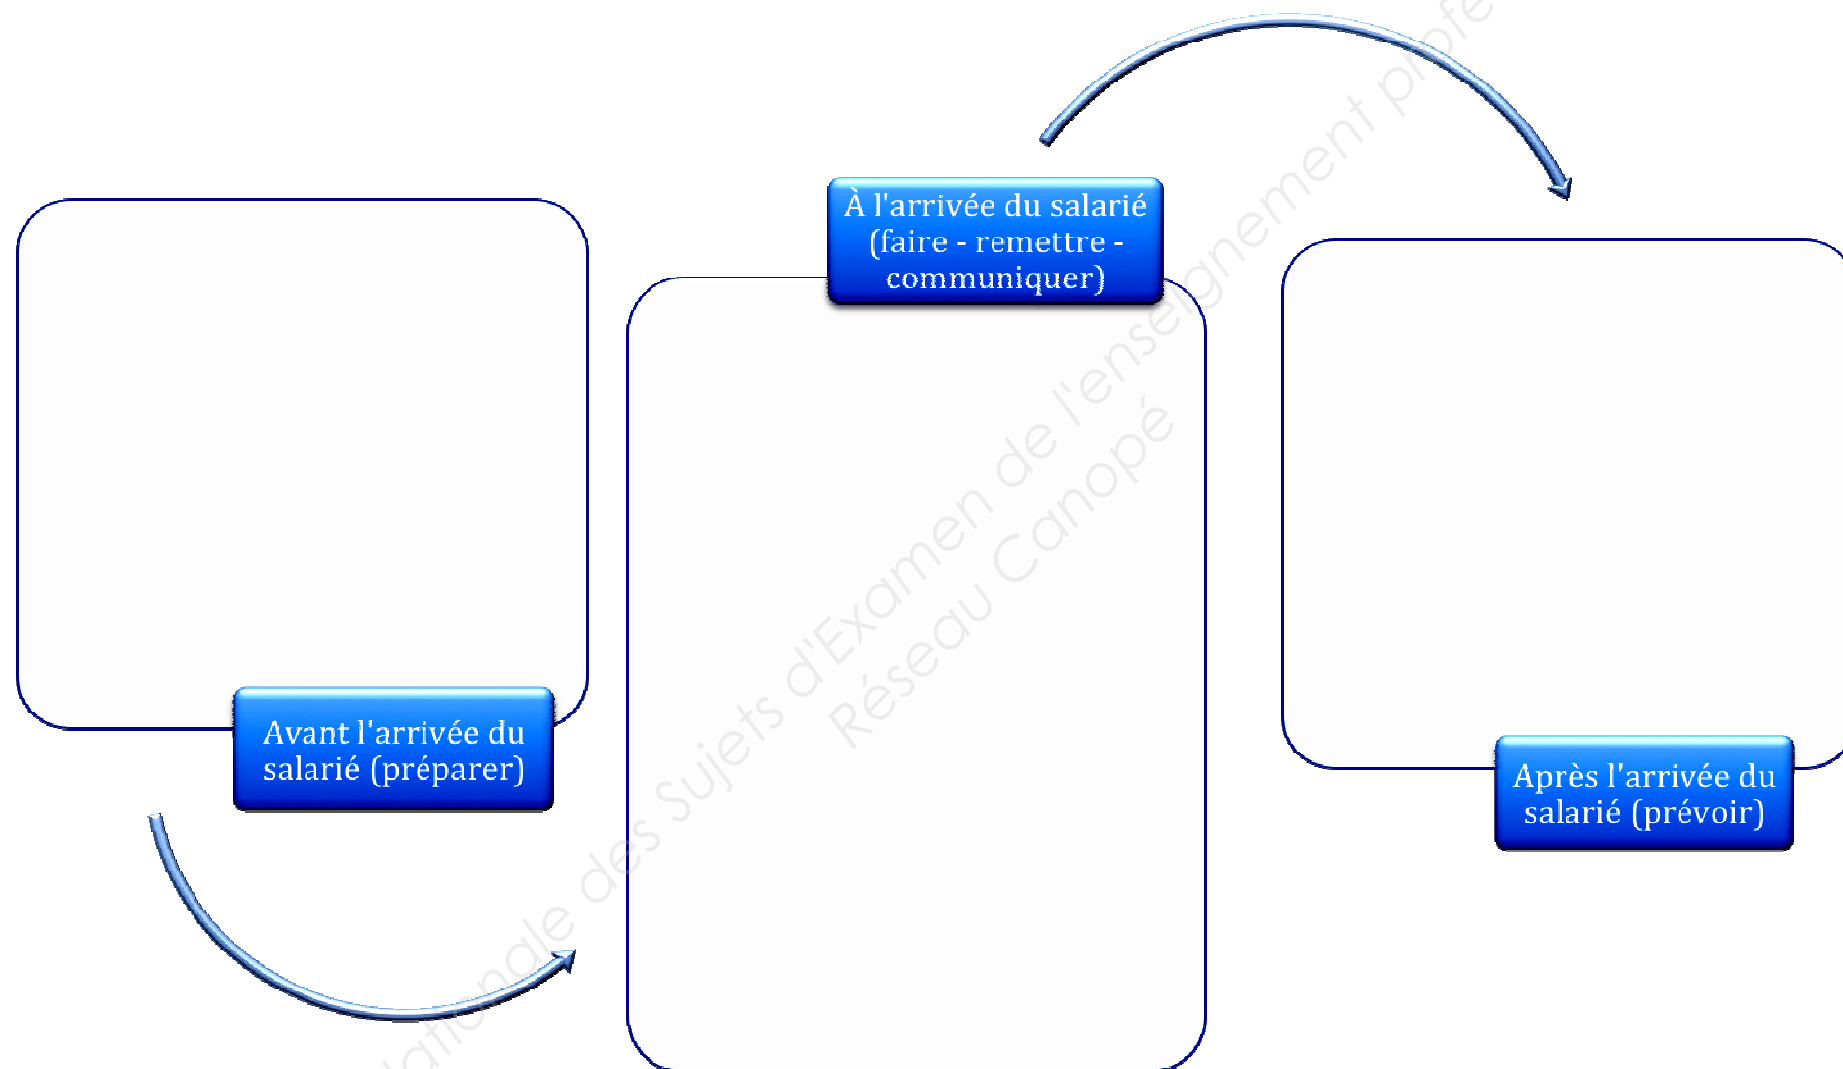 À l'arrivée du salarié
(faire - remettre -
communiquer)
Avant l'arrivée du
salarié (préparer)
Après l'arrivée du
salarié (prévoir)
des Sujets d'Examen de l'enseignement
Réseau Canopé